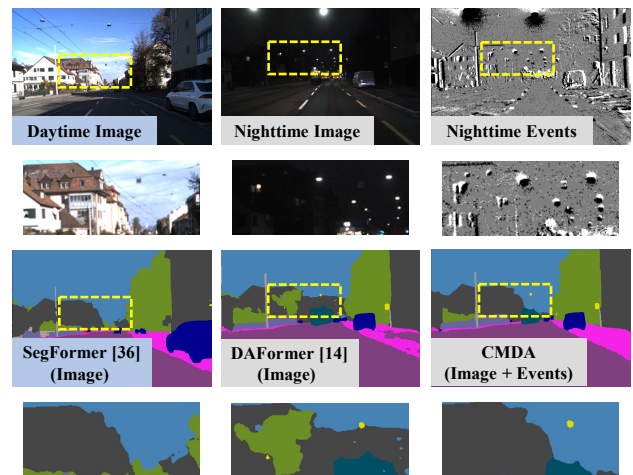 Daytime Image
Nighttime Image
Nighttime Events
SegFormer [36]
(Image)
DAFormer [14]
(Image)
CMDA
(Image + Events)